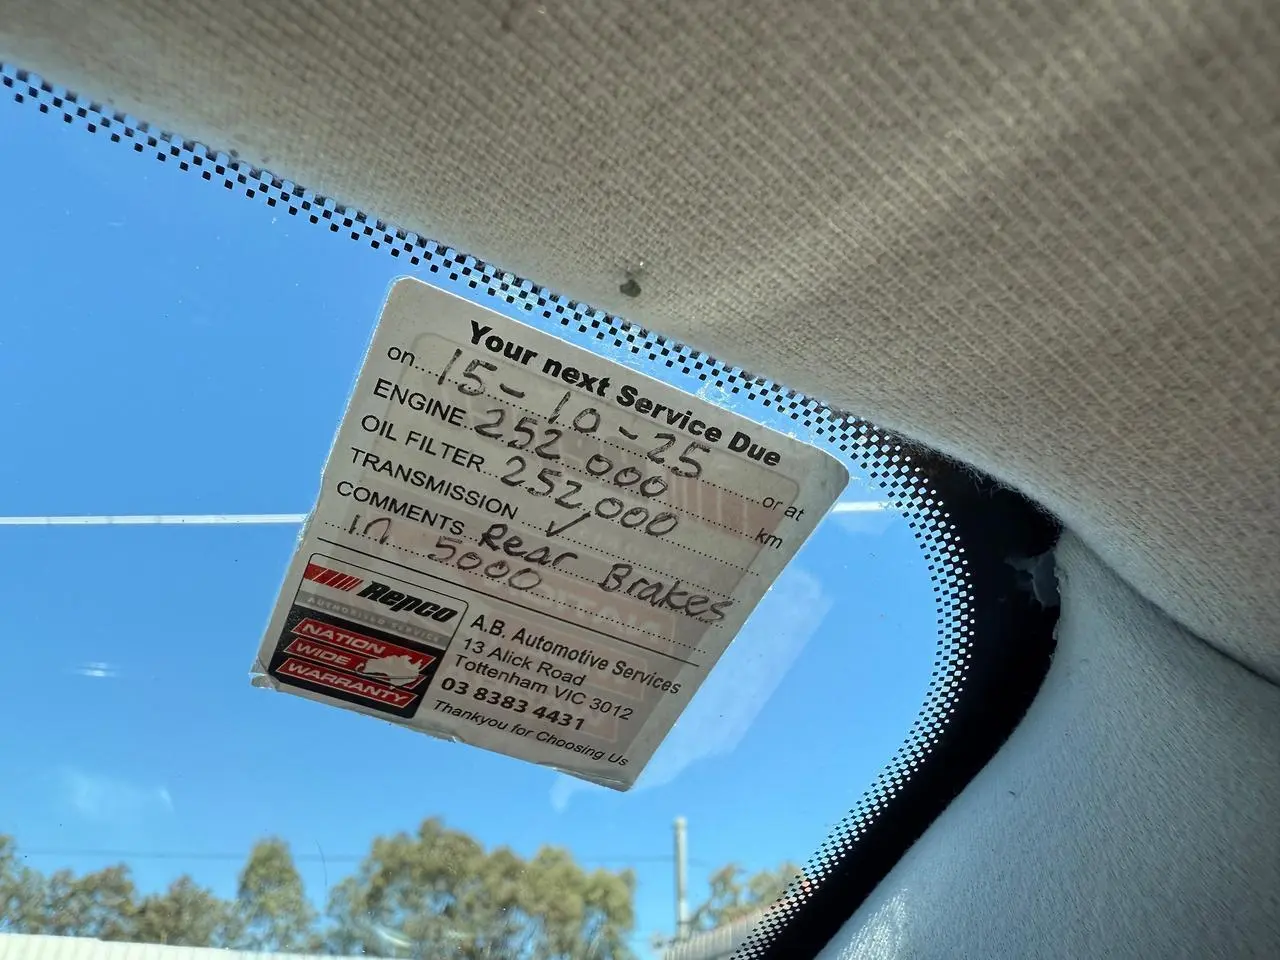 Your next Service Due
on 15-10-25 or at
ENGINE 252 000 km
OIL FILTER 252,000
TRANSMISSION ✓
COMMENTS Rear Brakes
in 5000
Repco
AUTHORISED SERVICE
NATION
WIDE
WARRANTY
A.B. Automotive Services
13 Alick Road
Tottenham VIC 3012
03 8383 4431
Thankyou for Choosing Us